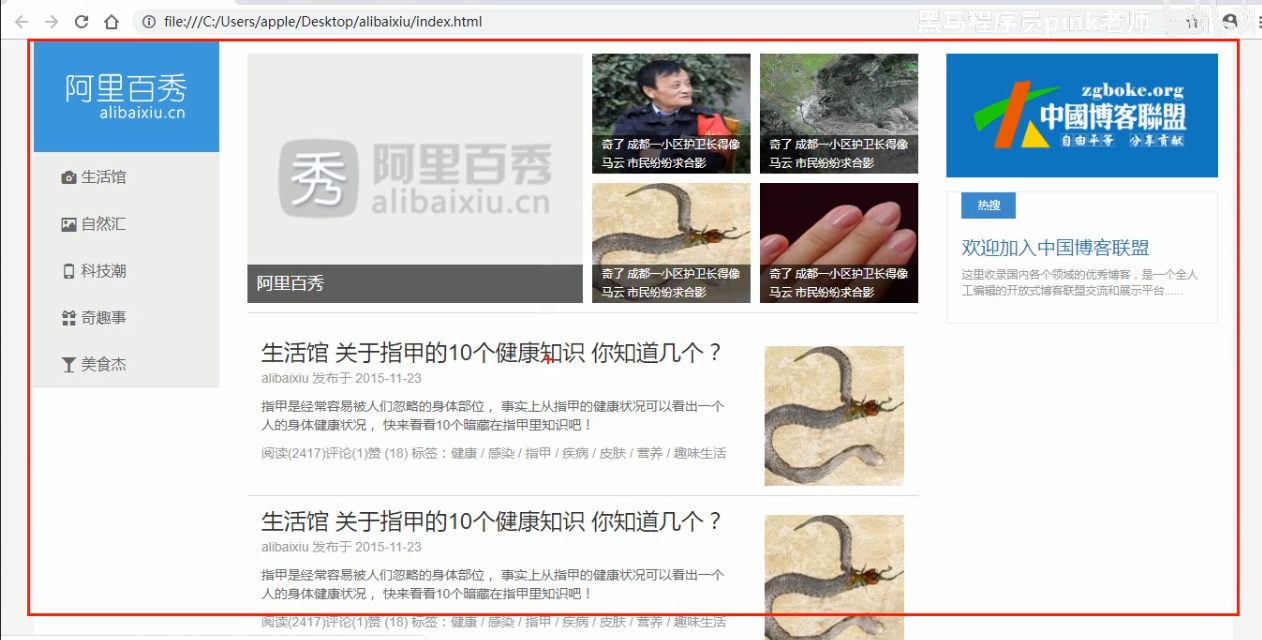 file:///C:/Users/apple/Desktop/alibaixiu/index.html
黑马程序员pink老师
阿里百秀
alibaixiu.cn
生活馆
自然汇
科技潮
奇趣事
美食杰
秀 阿里百秀
alibaixiu.cn
阿里百秀
奇了 成都一小区护卫长得像
马云 市民纷纷求合影
奇了 成都一小区护卫长得像
马云 市民纷纷求合影
奇了 成都一小区护卫长得像
马云 市民纷纷求合影
奇了 成都一小区护卫长得像
马云 市民纷纷求合影
生活馆 关于指甲的10个健康知识 你知道几个？
alibaixiu 发布于 2015-11-23
指甲是经常容易被人们忽略的身体部位， 事实上从指甲的健康状况可以看出一个
人的身体健康状况， 快来看看10个暗藏在指甲里知识吧！
阅读(2417)评论(1)赞 (18) 标签：健康 / 感染 / 指甲 / 疾病 / 皮肤 / 营养 / 趣味生活
生活馆 关于指甲的10个健康知识 你知道几个？
alibaixiu 发布于 2015-11-23
指甲是经常容易被人们忽略的身体部位， 事实上从指甲的健康状况可以看出一个
人的身体健康状况， 快来看看10个暗藏在指甲里知识吧！
阅读(2417)评论(1)赞 (18) 标签：健康 / 感染 / 指甲 / 疾病 / 皮肤 / 营养 / 趣味生活
zgboke.org
中國博客聯盟
自由平等 分享贡献
热搜
欢迎加入中国博客联盟
这里收录国内各个领域的优秀博客，是一个全人
工编辑的开放式博客联盟交流和展示平台......